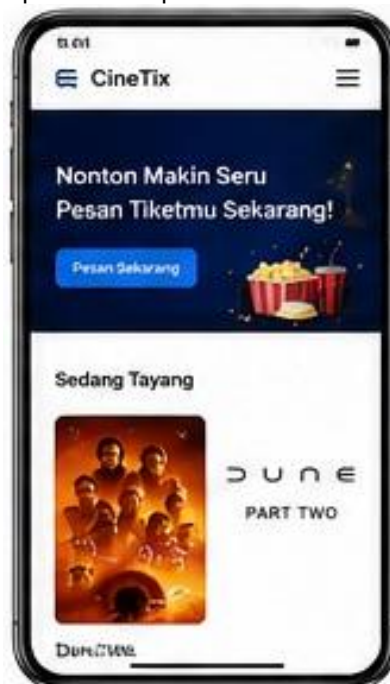 CineTix
Nonton Makin Seru
Pesan Tiketmu Sekarang!
Pesan Sekarang
Sedang Tayang
DUNE
PART TWO